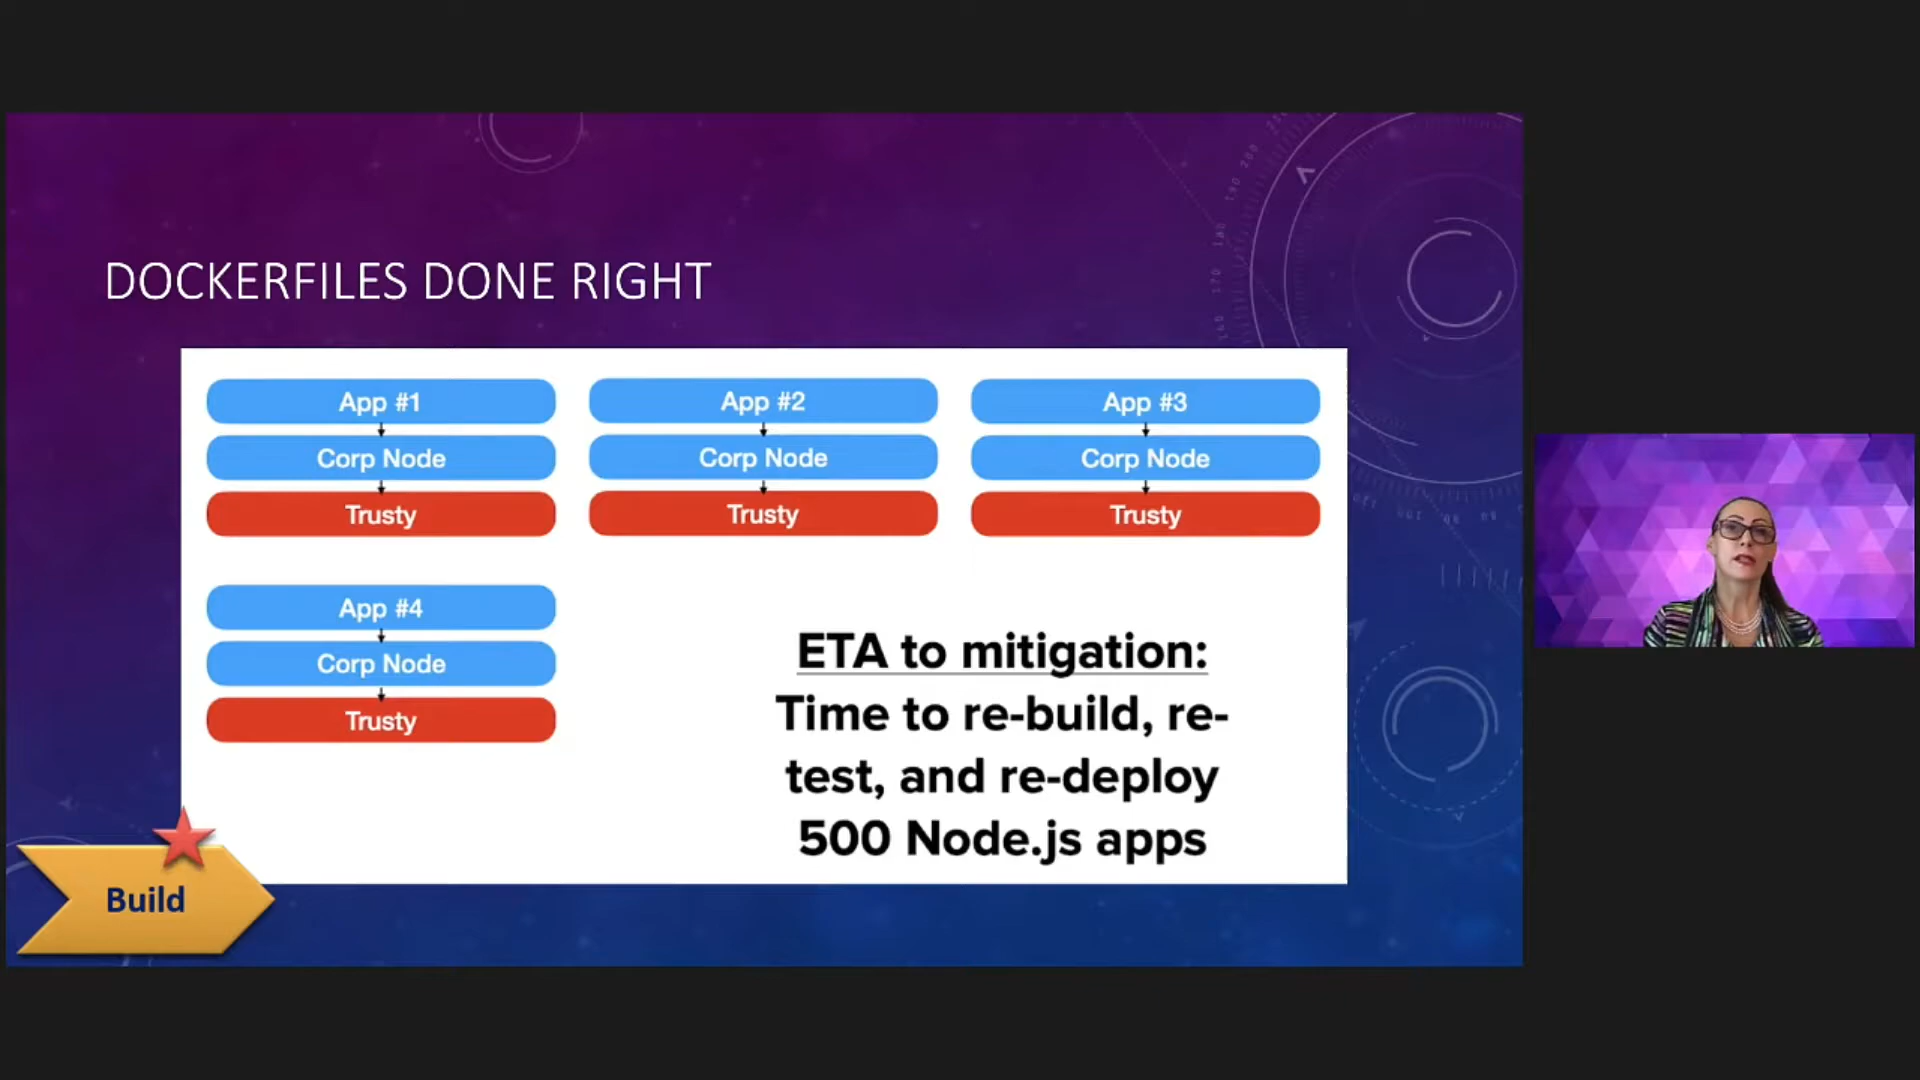 DOCKERFILES DONE RIGHT
App #1
Corp Node
Trusty
App #2
Corp Node
Trusty
App #3
Corp Node
Trusty
App #4
Corp Node
Trusty
ETA to mitigation:
Time to re-build, re-
test, and re-deploy
500 Node.js apps
Build